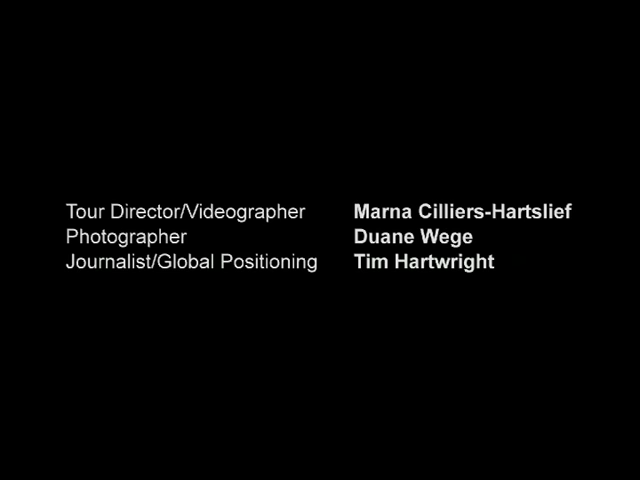 Tour Director/Videographer Marna Cilliers-Hartslief
Photographer Duane Wege
Journalist/Global Positioning Tim Hartwright